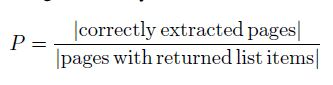 P = |correctly extracted pages|
|pages with returned list items|